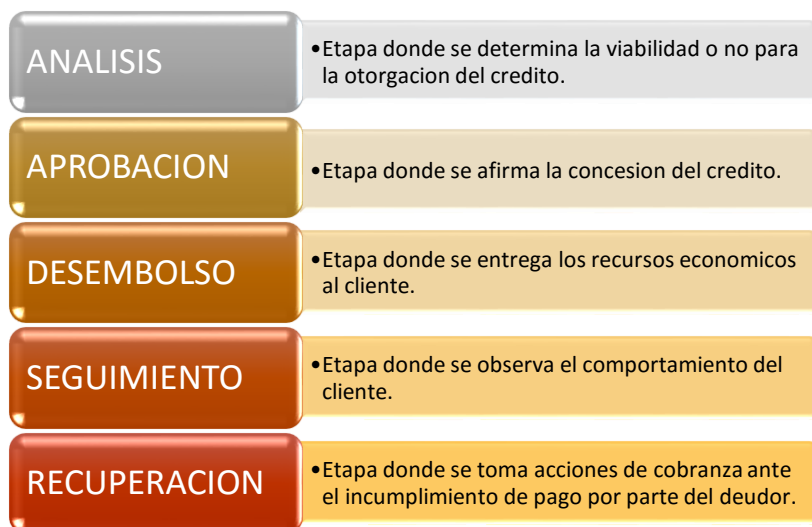 ANALISIS
•Etapa donde se determina la viabilidad o no para
la otorgacion del credito.
APROBACION
•Etapa donde se afirma la concesion del credito.
DESEMBOLSO
•Etapa donde se entrega los recursos economicos
al cliente.
SEGUIMIENTO
•Etapa donde se observa el comportamiento del
cliente.
RECUPERACION
•Etapa donde se toma acciones de cobranza ante
el incumplimiento de pago por parte del deudor.